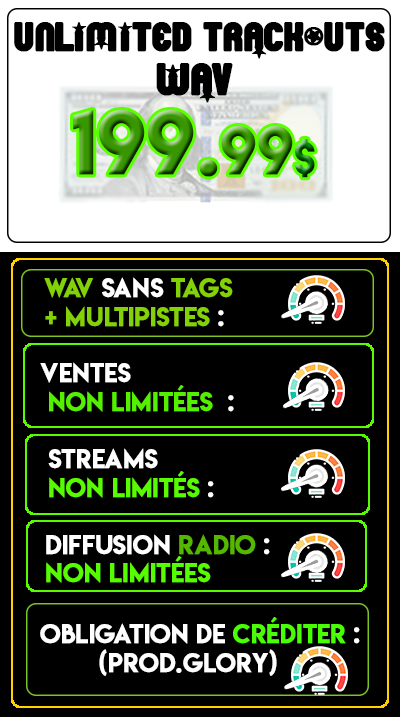 UNLIMITED TRACKOUTS
WAV
199.99$
WAV SANS TAGS
+ MULTIPISTES :
VENTES
NON LIMITÉES :
STREAMS
NON LIMITÉS :
DIFFUSION RADIO :
NON LIMITÉES
OBLIGATION DE CRÉDITER :
(PROD.GLORY)